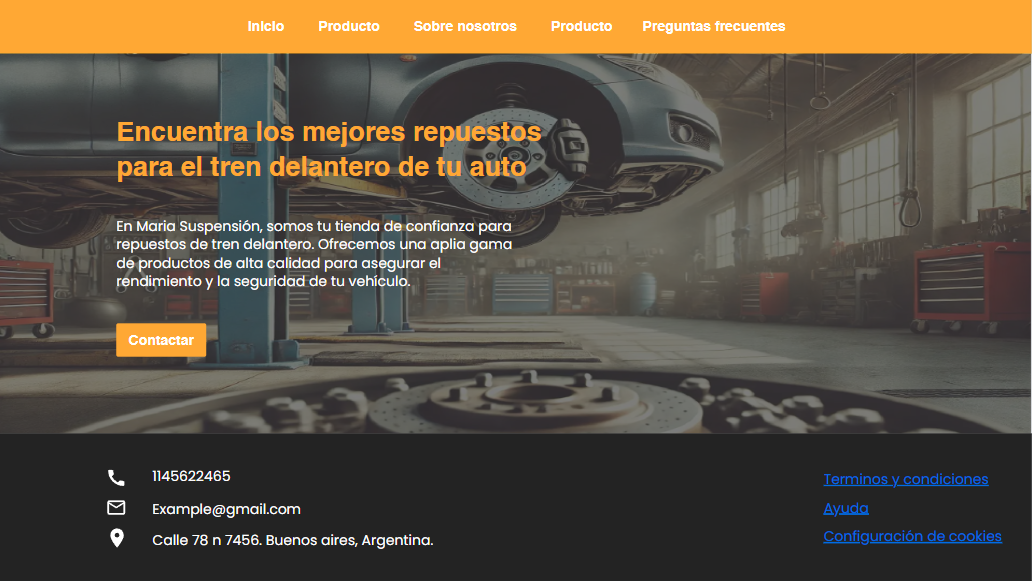 Inicio Producto Sobre nosotros Producto Preguntas frecuentes
Encuentra los mejores repuestos
para el tren delantero de tu auto
En Maria Suspensión, somos tu tienda de confianza para
repuestos de tren delantero. Ofrecemos una aplia gama
de productos de alta calidad para asegurar el
rendimiento y la seguridad de tu vehículo.
Contactar
1145622465
Example@gmail.com
Calle 78 n 7456. Buenos aires, Argentina.
Terminos y condiciones
Ayuda
Configuración de cookies